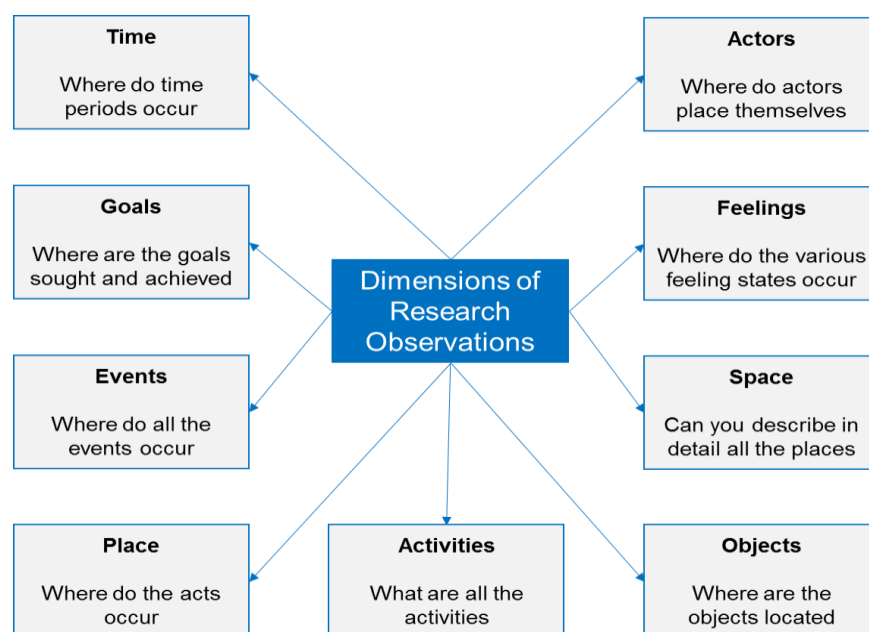 Time
Where do time
periods occur
Actors
Where do actors
place themselves
Goals
Where are the goals
sought and achieved
Feelings
Where do the various
feeling states occur
Dimensions of
Research
Observations
Events
Where do all the
events occur
Space
Can you describe in
detail all the places
Place
Where do the acts
occur
Activities
What are all the
activities
Objects
Where are the
objects located